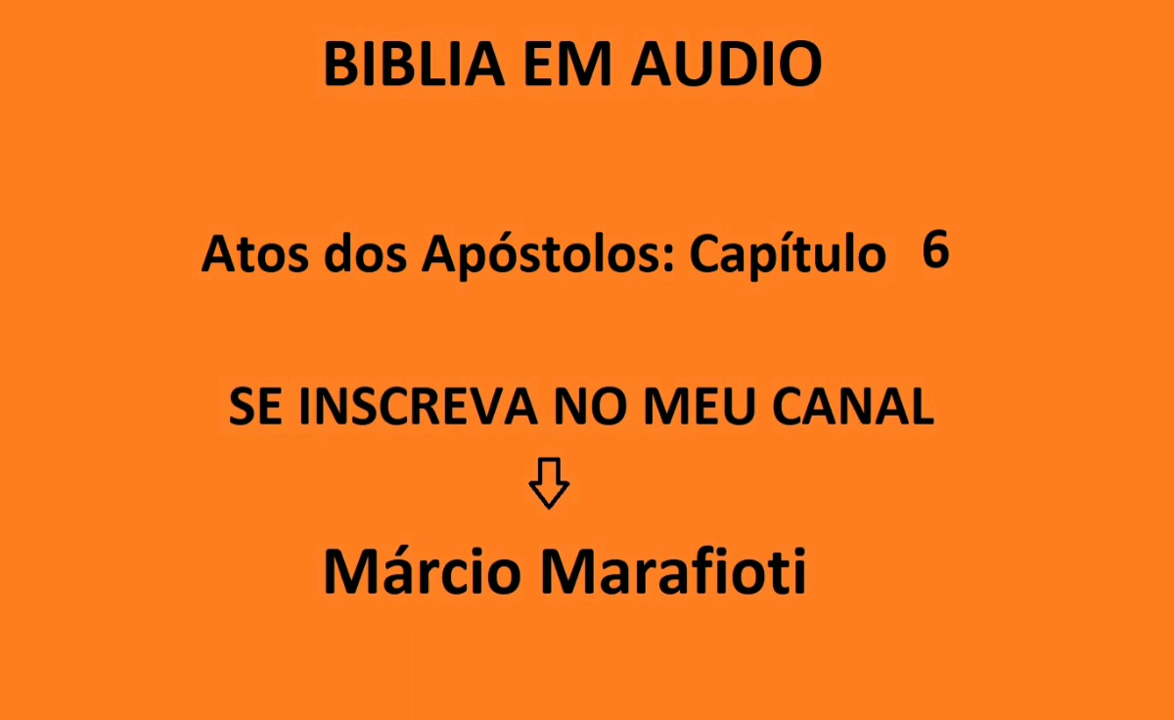 BIBLIA EM AUDIO
Atos dos Apóstolos: Capítulo 6
SE INSCREVA NO MEU CANAL
Márcio Marafioti